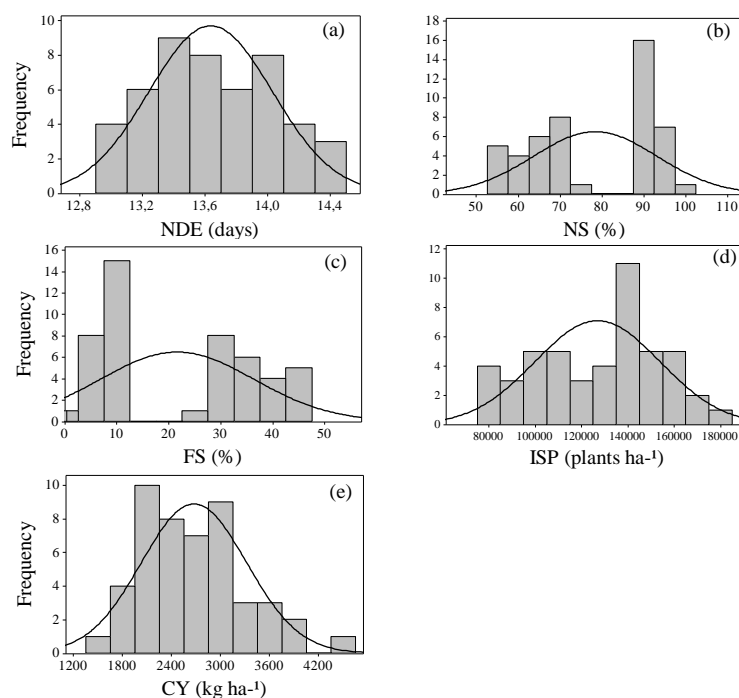 (a)
Frequency
10
8
6
4
2
0
12,8 13,2 13,6 14,0 14,4
NDE (days)
(b)
18
16
14
12
10
8
6
4
2
0
50 60 70 80 90 100 110
NS (%)
(c)
Frequency
16
14
12
10
8
6
4
2
0
0 10 20 30 40 50
FS (%)
(d)
12
10
8
6
4
2
0
80000 100000 120000 140000 160000 180000
ISP (plants ha-¹)
(e)
Frequency
10
8
6
4
2
0
1200 1800 2400 3000 3600 4200
CY (kg ha-¹)